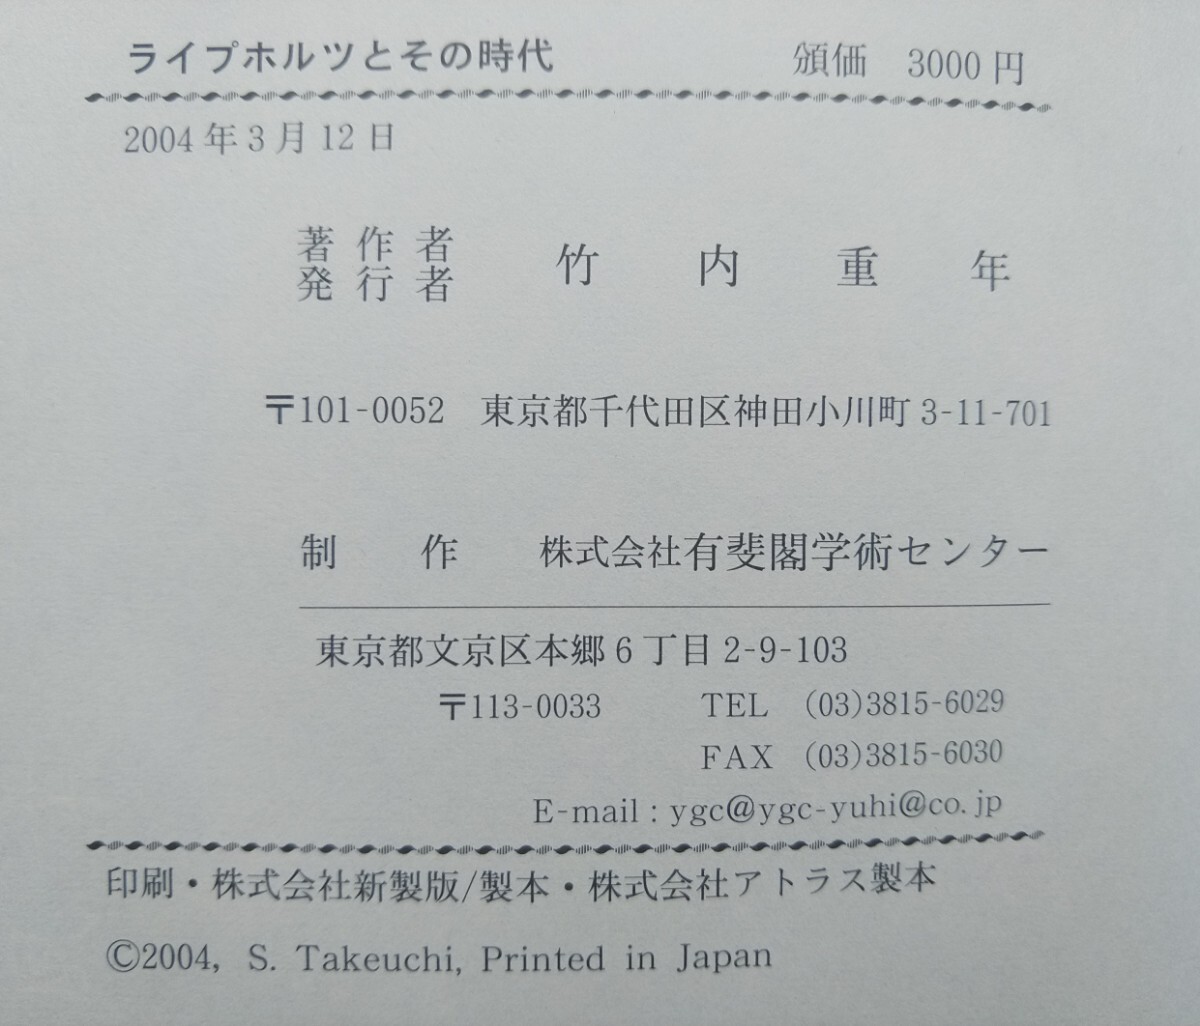 ライプホルツとその時代 頒価 3000円
2004年3月12日
著作者
発行者 竹内重年
〒101-0052 東京都千代田区神田小川町3-11-701
制作 株式会社有斐閣学術センター
東京都文京区本郷6丁目2-9-103
〒113-0033 TEL (03)3815-6029
FAX (03)3815-6030
E-mail : ygc@ygc-yuhi@co.jp
印刷・株式会社新製版/製本・株式会社アトラス製本
©2004, S. Takeuchi, Printed in Japan